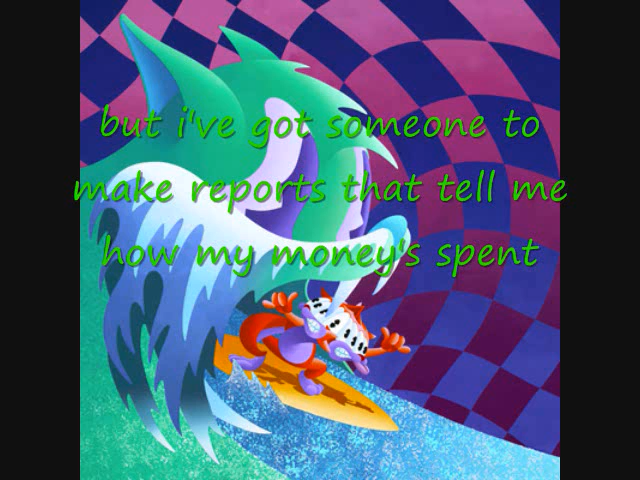 but i've got someone to
make reports that tell me
how my money's spent